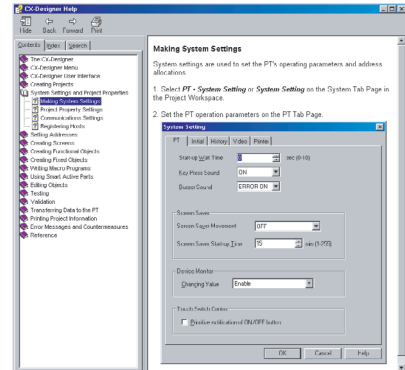 CX-Designer Help
Hide Back Forward Print
Contents Index Search
The CX-Designer
CX-Designer Menu
CX-Designer User Interface
Creating Projects
System Settings and Project Properties
Making System Settings
Project Property Settings
Communications Settings
Registering Hosts
Setting Addresses
Creating Screens
Creating Functional Objects
Creating Fixed Objects
Writing Macro Programs
Using Smart Active Parts
Editing Objects
Testing
Validation
Transferring Data to the PT
Printing Project Information
Error Messages and Countermeasures
Reference
Making System Settings
System settings are used to set the PT's operating parameters and address
allocations.
1. Select PT - System Setting or System Setting on the System Tab Page in
the Project Workspace.
2. Set the PT operation parameters on the PT Tab Page.
System Setting
PT Initial History Video Printer
Start-up Wait Time 0 sec (0-10)
Key Press Sound ON
Buzzer Sound ERROR ON
Screen Saver
Screen Saver Movement OFF
Screen Saver Start-up Time 15 min (1-255)
Device Monitor
Changing Value Enable
Touch Switch Control
Prioritize notification of ON/OFF button
OK Cancel Help